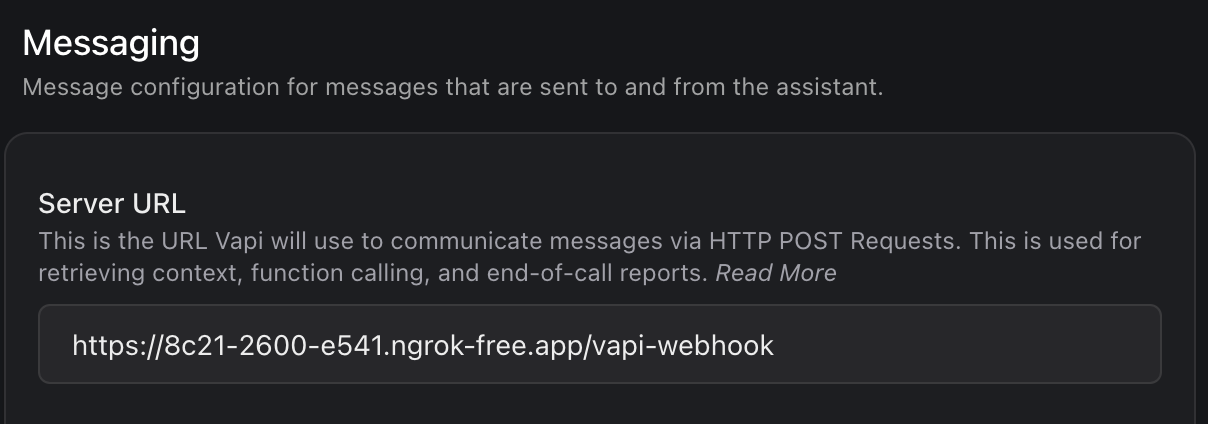 Messaging
Message configuration for messages that are sent to and from the assistant.
Server URL
This is the URL Vapi will use to communicate messages via HTTP POST Requests. This is used for
retrieving context, function calling, and end-of-call reports. Read More
https://8c21-2600-e541.ngrok-free.app/vapi-webhook